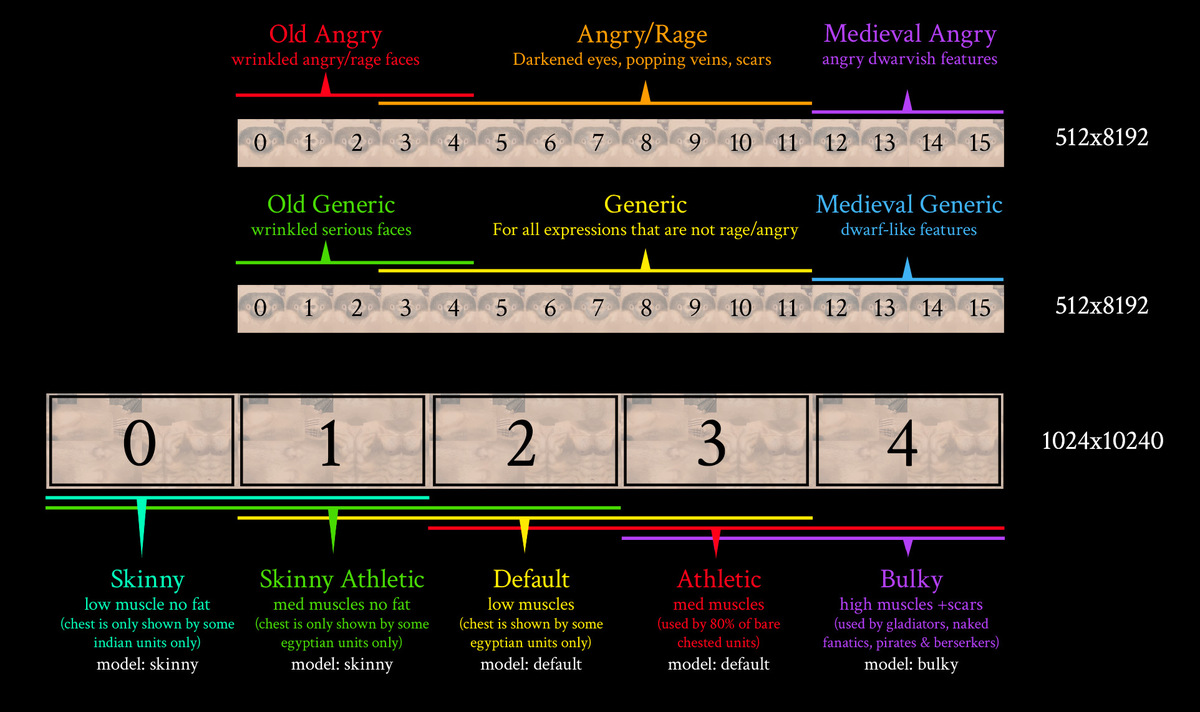 Old Angry
wrinkled angry/rage faces
Angry/Rage
Darkened eyes, popping veins, scars
Medieval Angry
angry dwarvish features
0 1 2 3 4 5 6 7 8 9 10 11 12 13 14 15
512x8192
Old Generic
wrinkled serious faces
Generic
For all expressions that are not rage/angry
Medieval Generic
dwarf-like features
0 1 2 3 4 5 6 7 8 9 10 11 12 13 14 15
512x8192
0 1 2 3 4
1024x10240
Skinny
low muscle no fat
(chest is only shown by some
indian units only)
model: skinny
Skinny Athletic
med muscles no fat
(chest is only shown by some
egyptian units only)
model: skinny
Default
low muscles
(chest is shown by some
egyptian units only)
model: default
Athletic
med muscles
(used by 80% of bare
chested units)
model: default
Bulky
high muscles +scars
(used by gladiators, naked
fanatics, pirates & berserkers)
model: bulky